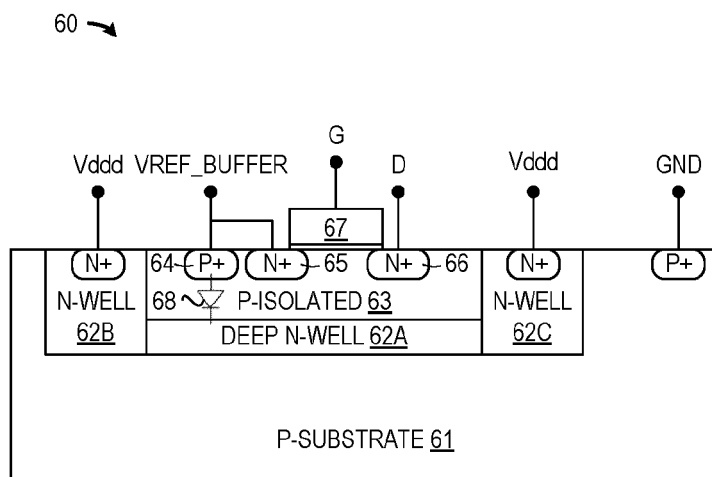 60
G
Vddd VREF_BUFFER D Vddd GND
67
N+ 64 P+ N+ 65 N+ 66 N+ P+
N-WELL 68 P-ISOLATED 63 N-WELL
62B DEEP N-WELL 62A 62C
P-SUBSTRATE 61